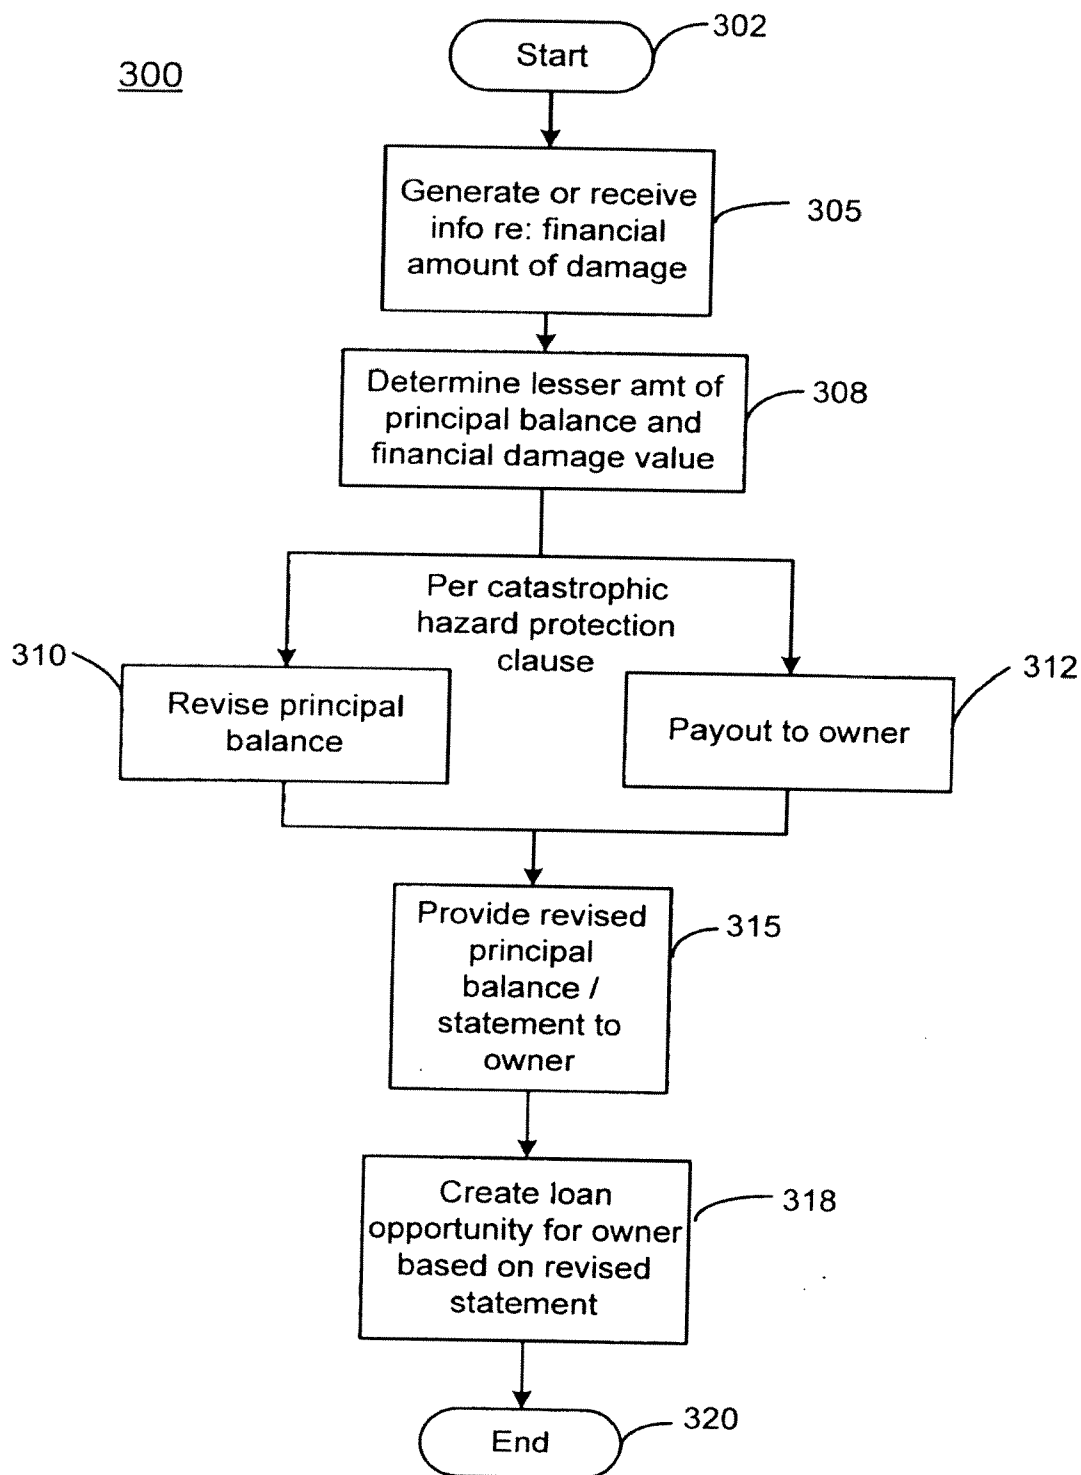 300
Start
302
Generate or receive
info re: financial
amount of damage
305
Determine lesser amt of
principal balance and
financial damage value
308
Per catastrophic
hazard protection
clause
310
Revise principal
balance
312
Payout to owner
Provide revised
principal
balance /
statement to
owner
315
Create loan
opportunity for owner
based on revised
statement
318
End
320